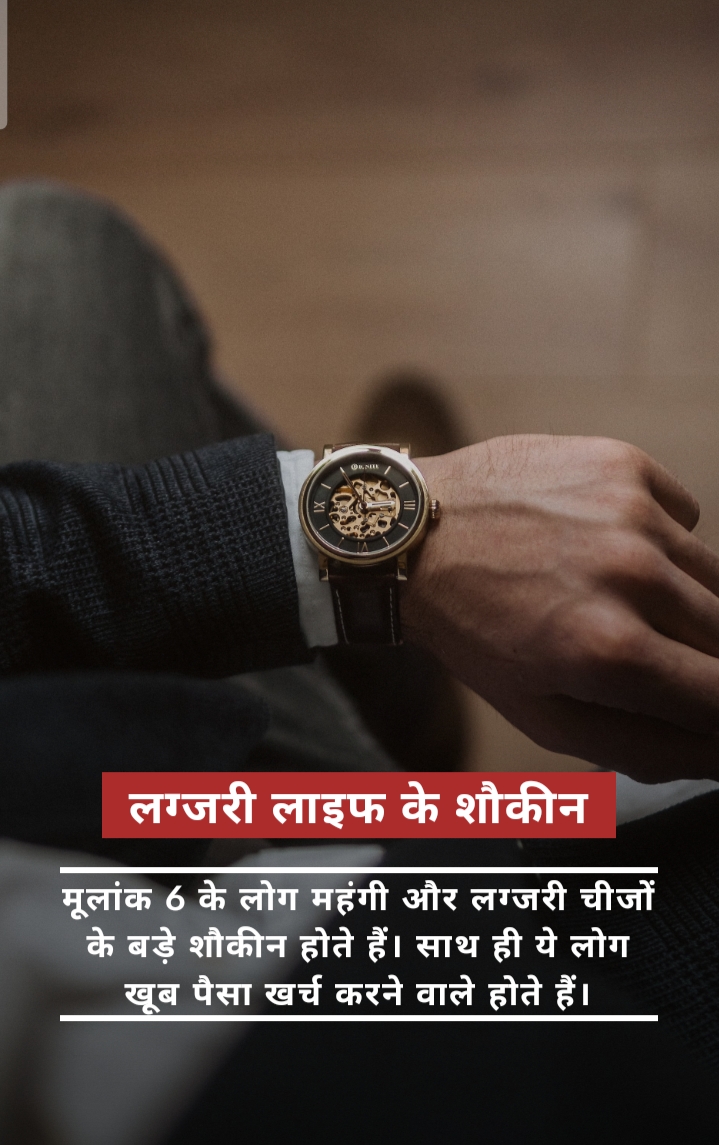 लग्जरी लाइफ के शौकीन
मूलांक 6 के लोग महंगी और लग्जरी चीजों
के बड़े शौकीन होते हैं। साथ ही ये लोग
खूब पैसा खर्च करने वाले होते हैं।